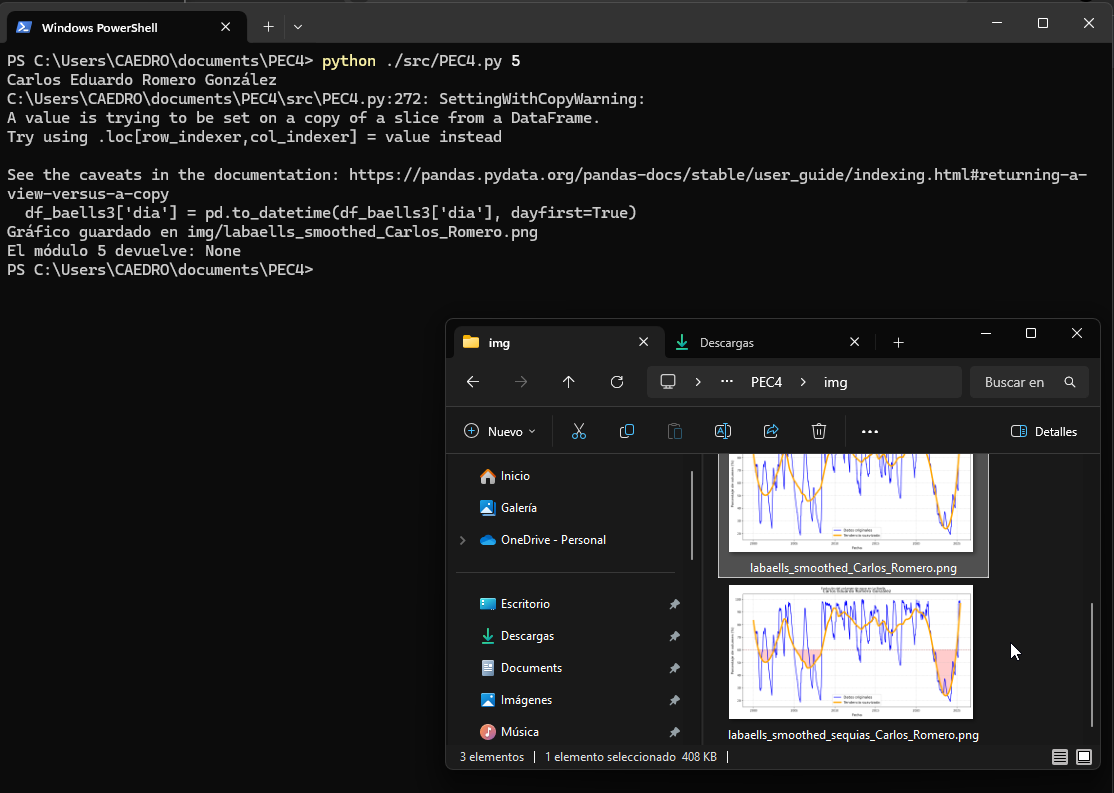 Windows PowerShell
PS C:\Users\CAEDRO\documents\PEC4> python ./src/PEC4.py 5
Carlos Eduardo Romero González
C:\Users\CAEDRO\documents\PEC4\src\PEC4.py:272: SettingWithCopyWarning:
A value is trying to be set on a copy of a slice from a DataFrame.
Try using .loc[row_indexer,col_indexer] = value instead
See the caveats in the documentation: https://pandas.pydata.org/pandas-docs/stable/user_guide/indexing.html#returning-a-
view-versus-a-copy
df_baells3['dia'] = pd.to_datetime(df_baells3['dia'], dayfirst=True)
Gráfico guardado en img/labaells_smoothed_Carlos_Romero.png
El módulo 5 devuelve: None
PS C:\Users\CAEDRO\documents\PEC4>
img
Descargas
PEC4
img
Buscar en
Nuevo
Detalles
Inicio
Galería
OneDrive - Personal
Escritorio
Descargas
Documents
Imágenes
Música
labaells_smoothed_Carlos_Romero.png
labaells_smoothed_sequias_Carlos_Romero.png
3 elementos
1 elemento seleccionado 408 KB